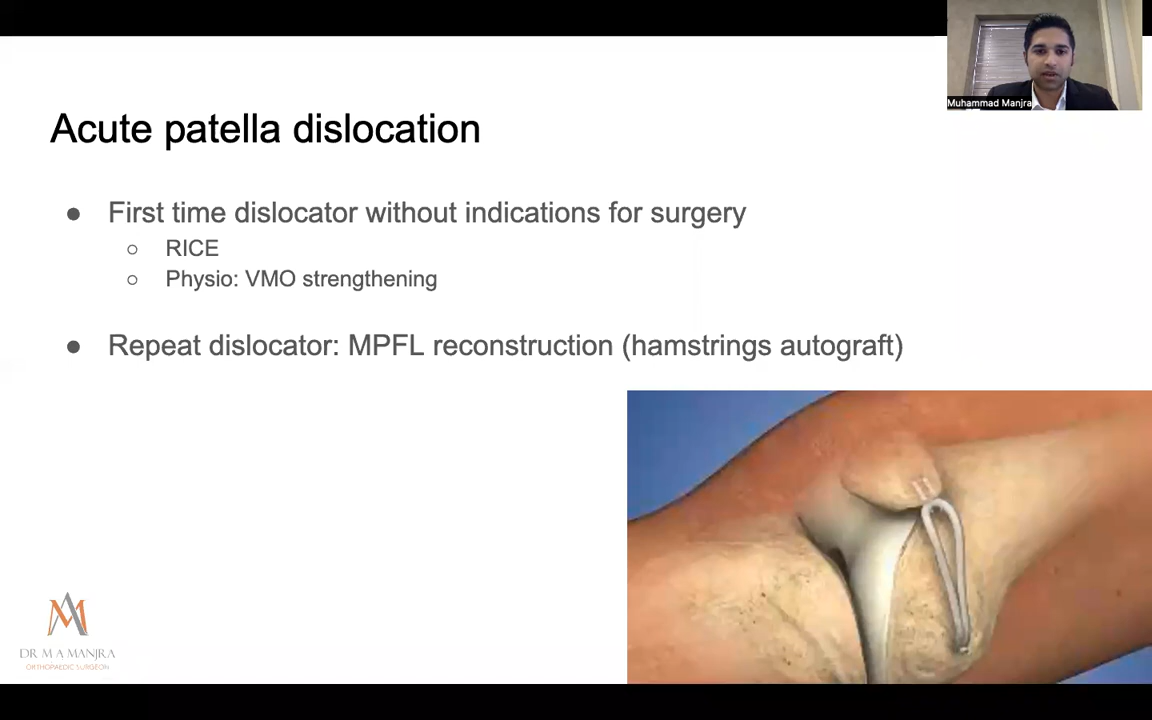 Muhammad Manjra
Acute patella dislocation
● First time dislocator without indications for surgery
○ RICE
○ Physio: VMO strengthening
● Repeat dislocator: MPFL reconstruction (hamstrings autograft)
DR M A MANJRA
ORTHOPAEDIC SURGEON